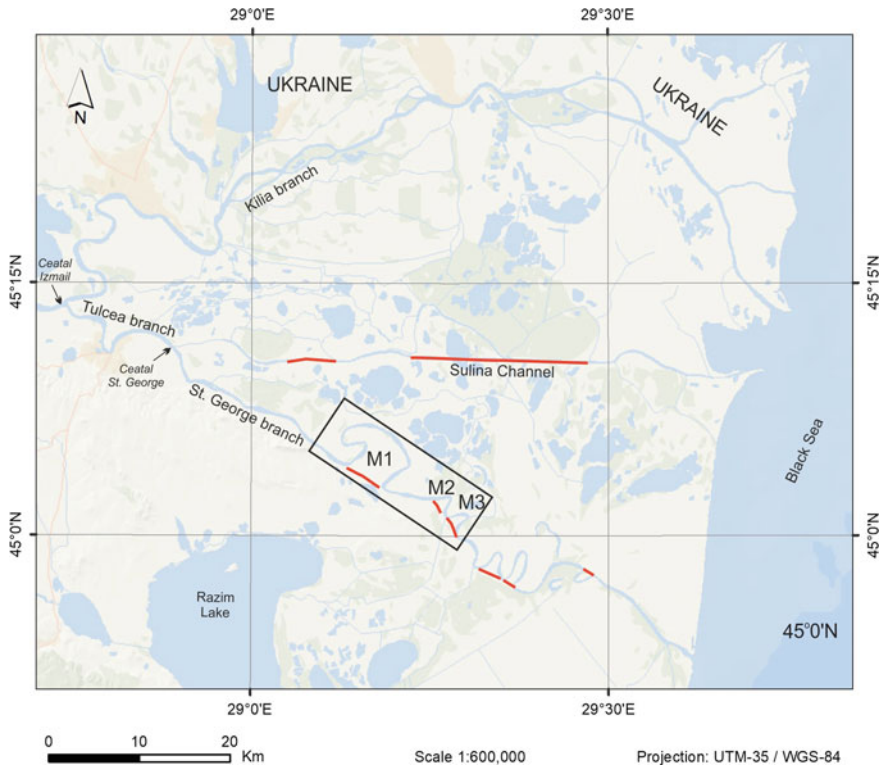 29°0'E
29°30'E
N
UKRAINE
UKRAINE
Kilia branch
45°15'N
45°15'N
Ceatal
Izmail
Tulcea branch
Ceatal
St. George
Sulina Channel
St. George branch
M1
M2
M3
Black Sea
45°0'N
45°0'N
Razim
Lake
45°0'N
29°0'E
29°30'E
0 10 20 Km
Scale 1:600,000
Projection: UTM-35 / WGS-84